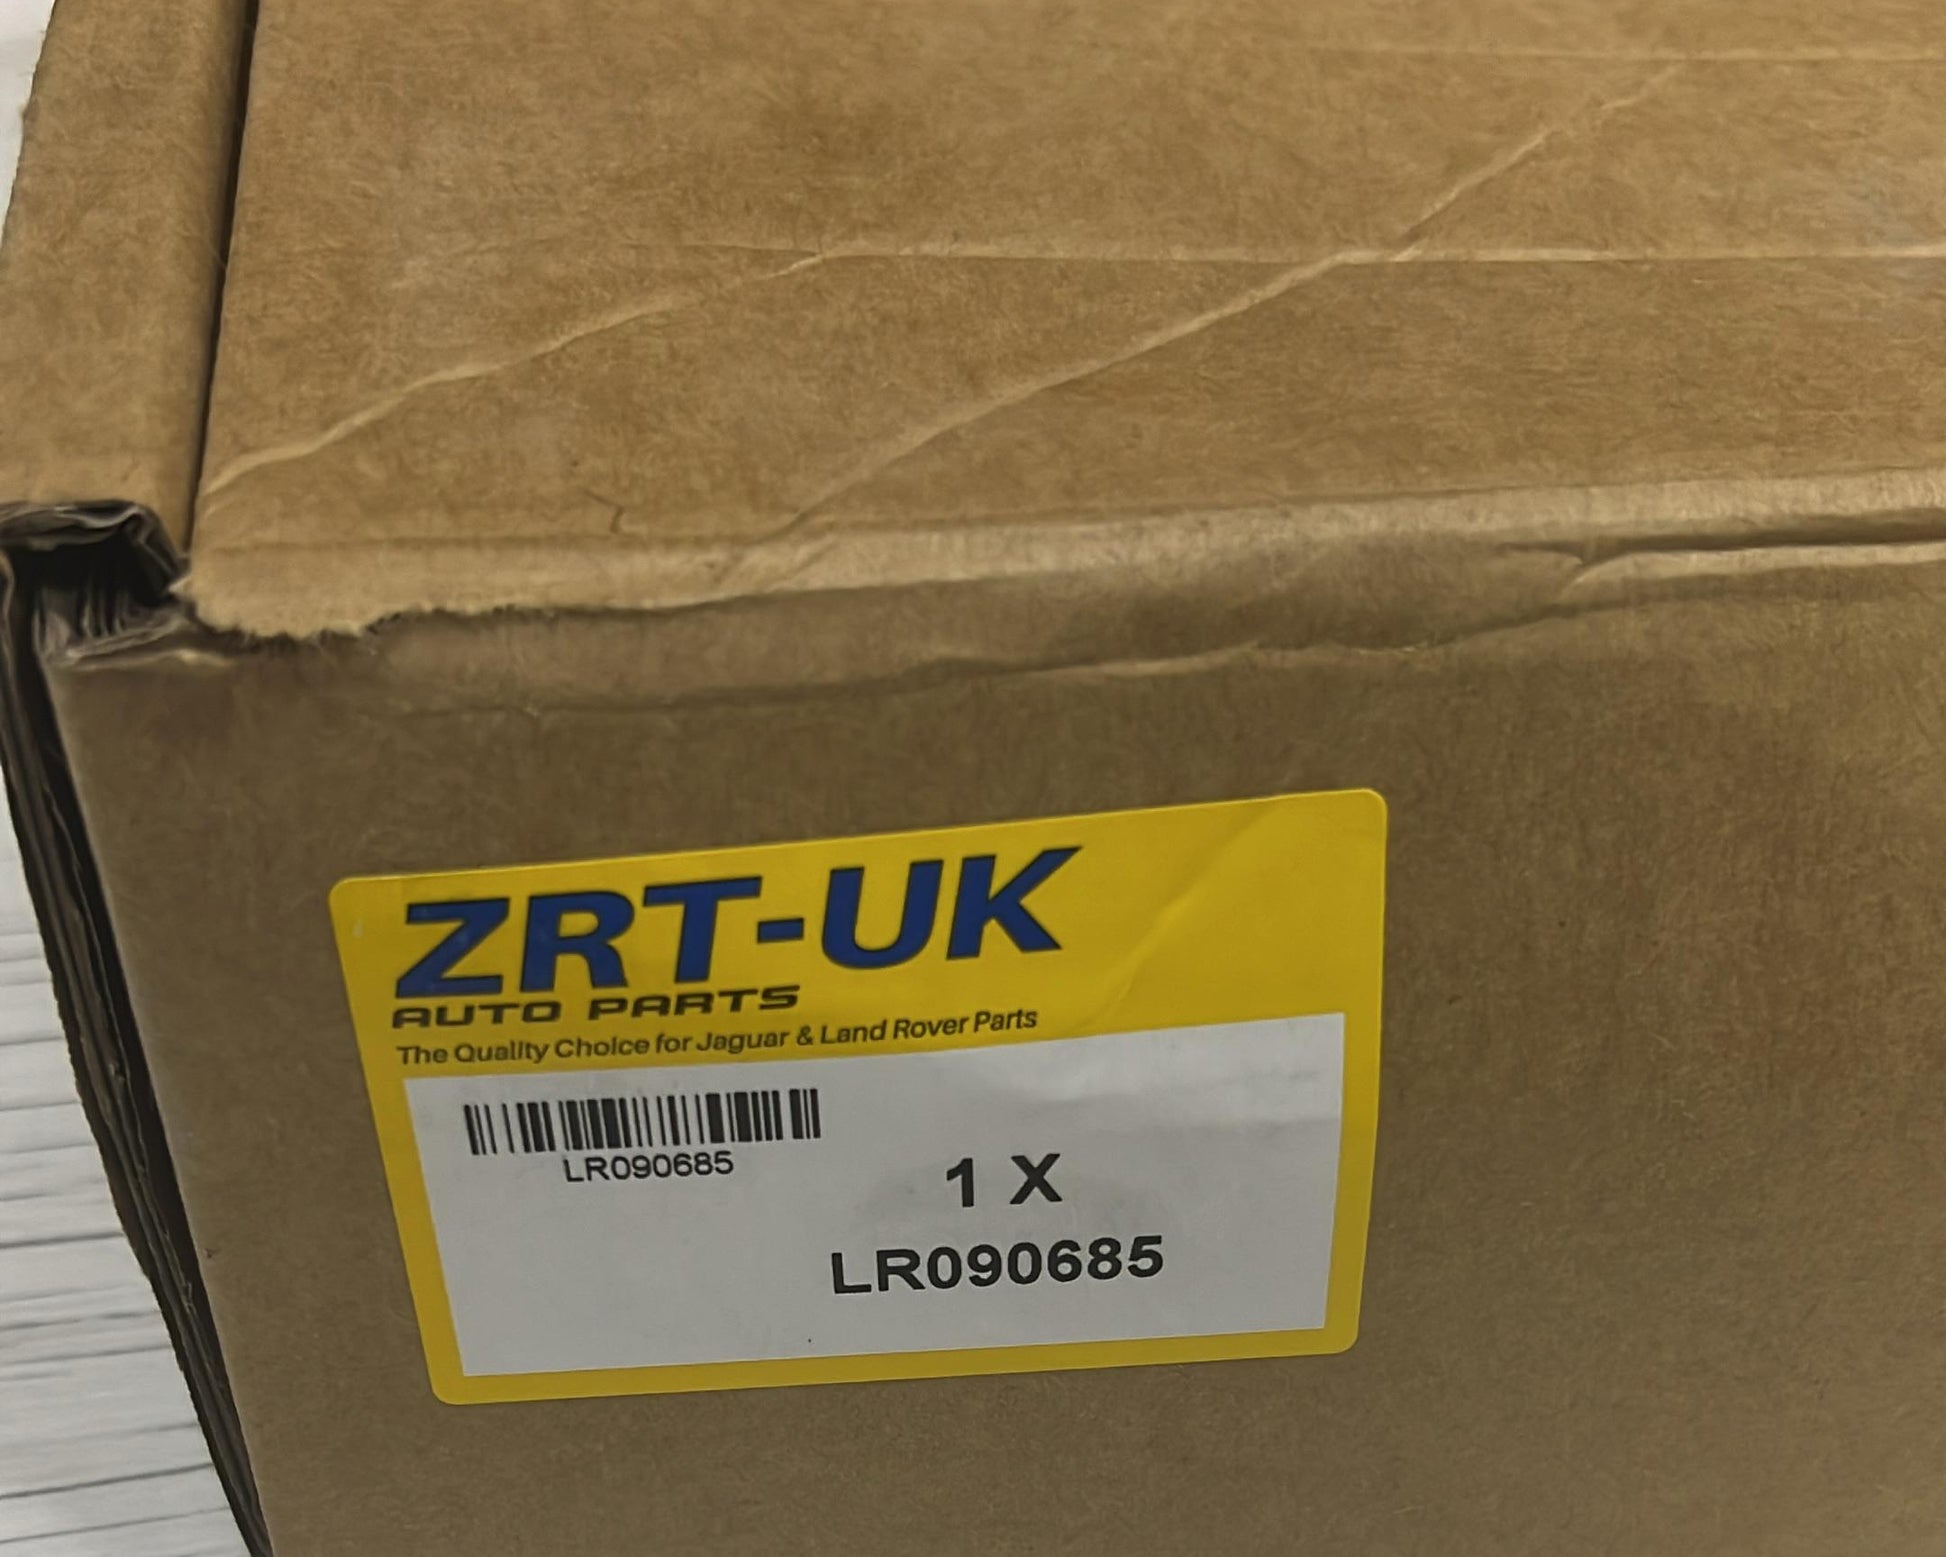 ZRT-UK
AUTO PARTS
The Quality Choice for Jaguar & Land Rover Parts
LR090685
1 X
LR090685